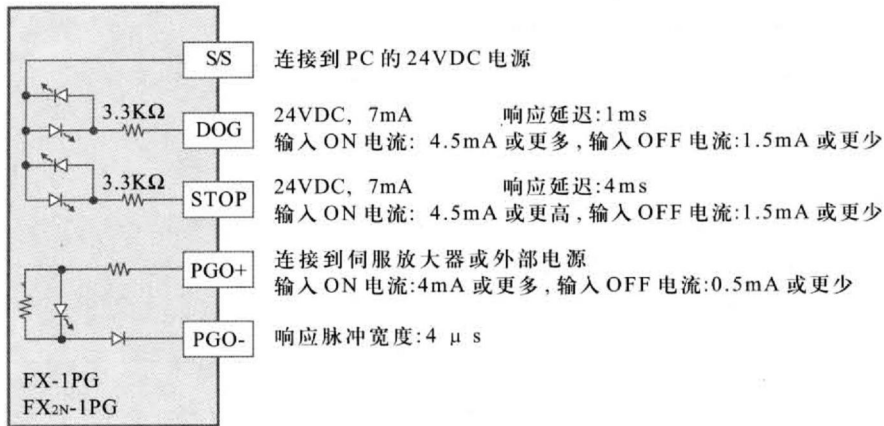 S/S 连接到PC的24VDC电源
3.3KΩ
DOG 24VDC, 7mA 响应延迟:1ms
输入ON电流: 4.5mA或更多,输入OFF电流:1.5mA或更少
3.3KΩ
STOP 24VDC, 7mA 响应延迟:4ms
输入ON电流: 4.5mA或更高,输入OFF电流:1.5mA或更少
PGO+ 连接到伺服放大器或外部电源
输入ON电流:4mA或更多,输入OFF电流:0.5mA或更少
PGO- 响应脉冲宽度:4 μs
FX-1PG
FX2N-1PG